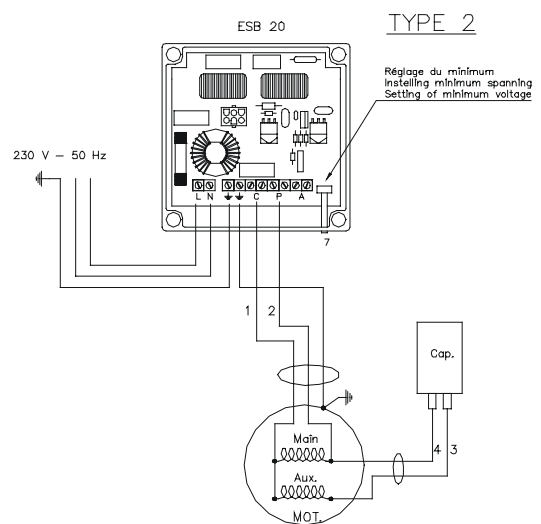 ESB 20
TYPE 2
Réglage du minimum
Instelling minimum spanning
Setting of minimum voltage
230 V – 50 Hz
L N C P A
7
1 2
Cap.
4 3
Main
Aux.
MOT.